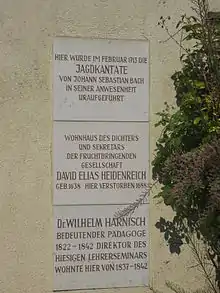 HIER WURDE IM FEBRUAR 1713 DIE
JAGDKANTATE
VON JOHANN SEBASTIAN BACH
IN SEINER ANWESENHEIT
URAUFGEFÜHRT
WOHNHAUS DES DICHTERS
UND SEKRETÄRS
DER FRUCHTBRINGENDEN
GESELLSCHAFT
DAVID ELIAS HEIDENREICH
GEB. 1638 HIER VERSTORBEN 1688
Dr. WILHELM HARNISCH
BEDEUTENDER PÄDAGOGE
1822-1842 DIREKTOR DES
HIESIGEN LEHRERSEMINARS
WOHNTE HIER VON 1837-1842